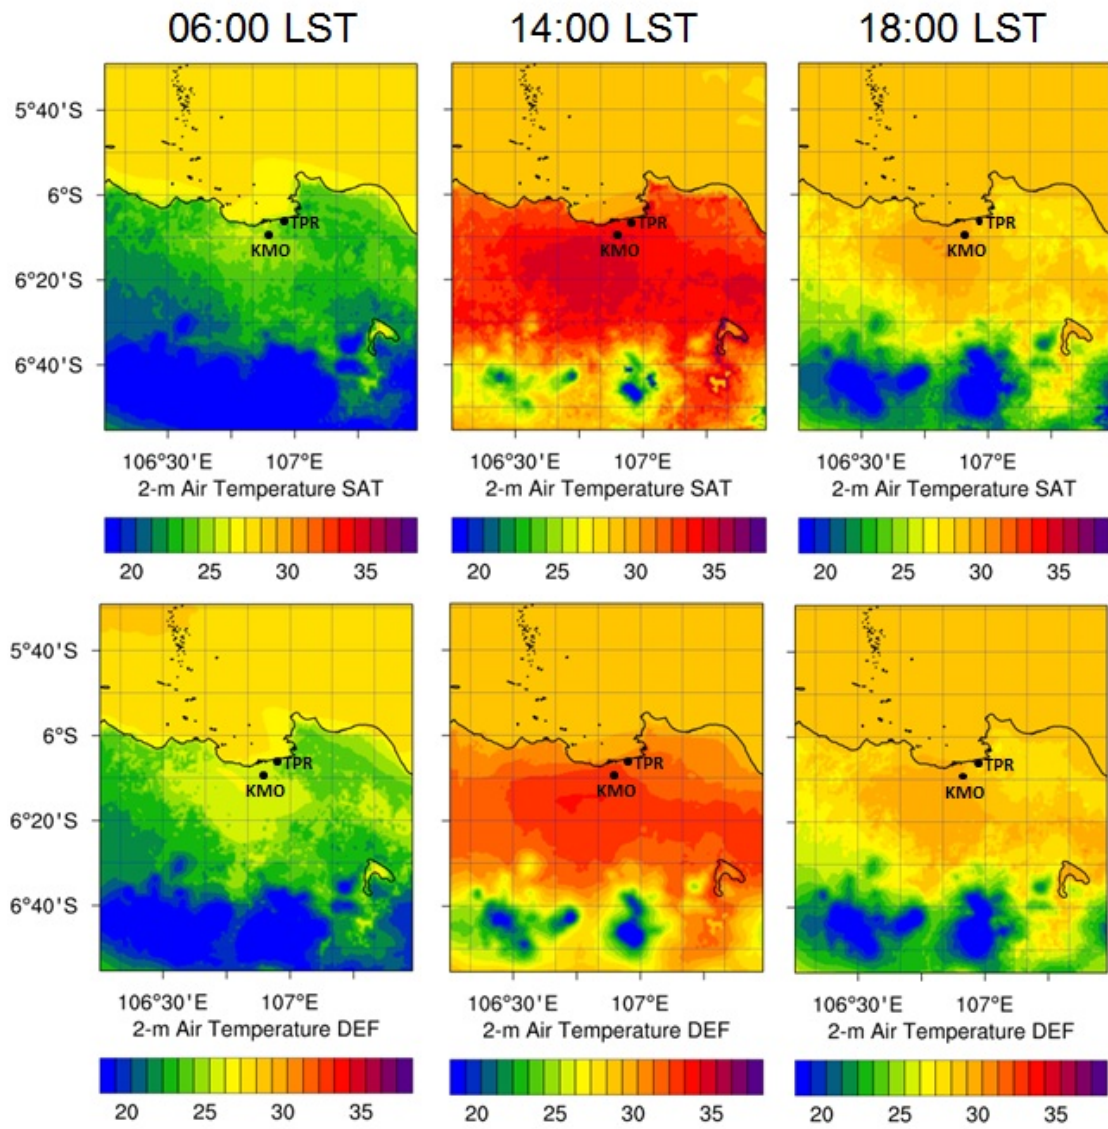 06:00 LST 14:00 LST 18:00 LST
5°40'S
6°S
TPR TPR TPR
KMO KMO KMO
6°20'S
6°40'S
106°30'E 107°E 106°30'E 107°E 106°30'E 107°E
2-m Air Temperature SAT 2-m Air Temperature SAT 2-m Air Temperature SAT
20 25 30 35 20 25 30 35 20 25 30 35
5°40'S
6°S
TPR TPR TPR
KMO KMO KMO
6°20'S
6°40'S
106°30'E 107°E 106°30'E 107°E 106°30'E 107°E
2-m Air Temperature DEF 2-m Air Temperature DEF 2-m Air Temperature DEF
20 25 30 35 20 25 30 35 20 25 30 35